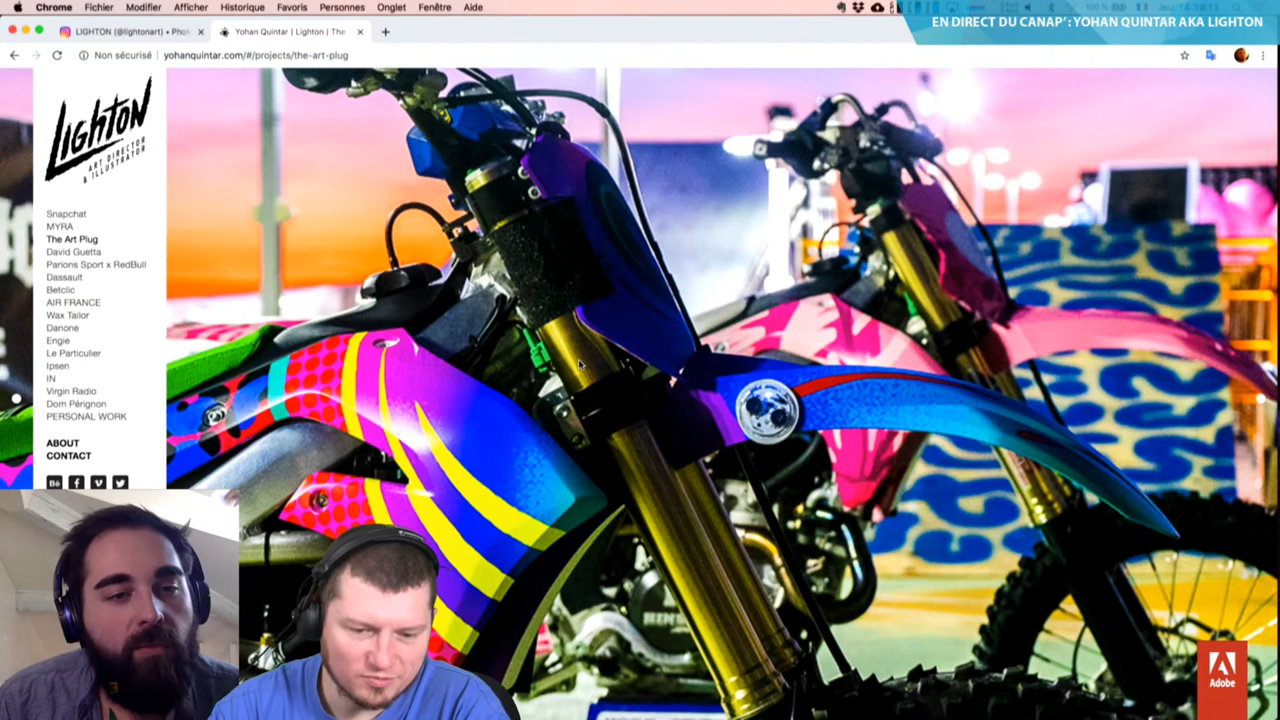 Chrome Fichier Modifier Afficher Historique Favoris Personnes Onglet Fenêtre Aide
EN DIRECT DU CANAP' : YOHAN QUINTAR AKA LIGHTON
LIGHTON (@lightonart) • Phot
Yohan Quintar | Lighton | The
Non sécurisé yohanquintar.com/#/projects/the-art-plug
LIGHTON
ART DIRECTOR
& ILLUSTRATOR
Snapchat
MYRA
The Art Plug
David Guetta
Parions Sport x RedBull
Dassault
Betclic
AIR FRANCE
Wax Tailor
Danone
Engie
Le Particulier
Ipsen
IN
Virgin Radio
Dom Pérignon
PERSONAL WORK
ABOUT
CONTACT
Bē
Adobe